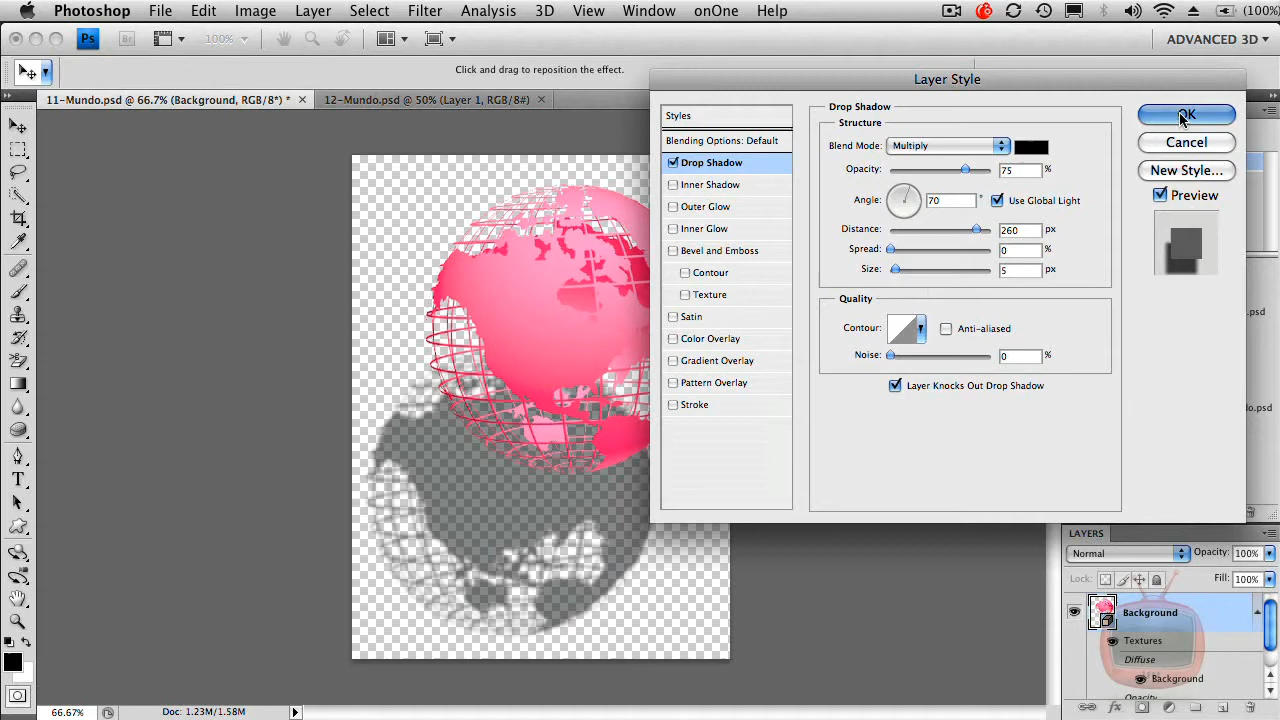 Photoshop File Edit Image Layer Select Filter Analysis 3D View Window onOne Help (100%)
Ps Br 100% ADVANCED 3D
Click and drag to reposition the effect.
11-Mundo.psd @ 66.7% (Background, RGB/8*) * 12-Mundo.psd @ 50% (Layer 1, RGB/8#)
Layer Style
Styles
Blending Options: Default
Drop Shadow
Inner Shadow
Outer Glow
Inner Glow
Bevel and Emboss
Contour
Texture
Satin
Color Overlay
Gradient Overlay
Pattern Overlay
Stroke
Drop Shadow
Structure
Blend Mode: Multiply
Opacity: 75 %
Angle: 70 ° Use Global Light
Distance: 260 px
Spread: 0 %
Size: 5 px
Quality
Contour: Anti-aliased
Noise: 0 %
Layer Knocks Out Drop Shadow
OK
Cancel
New Style...
Preview
.psd
do.psd
LAYERS
Normal Opacity: 100%
Lock: Fill: 100%
Background
Textures
Diffuse
Background
Opacity
66.67% Doc: 1.23M/1.58M